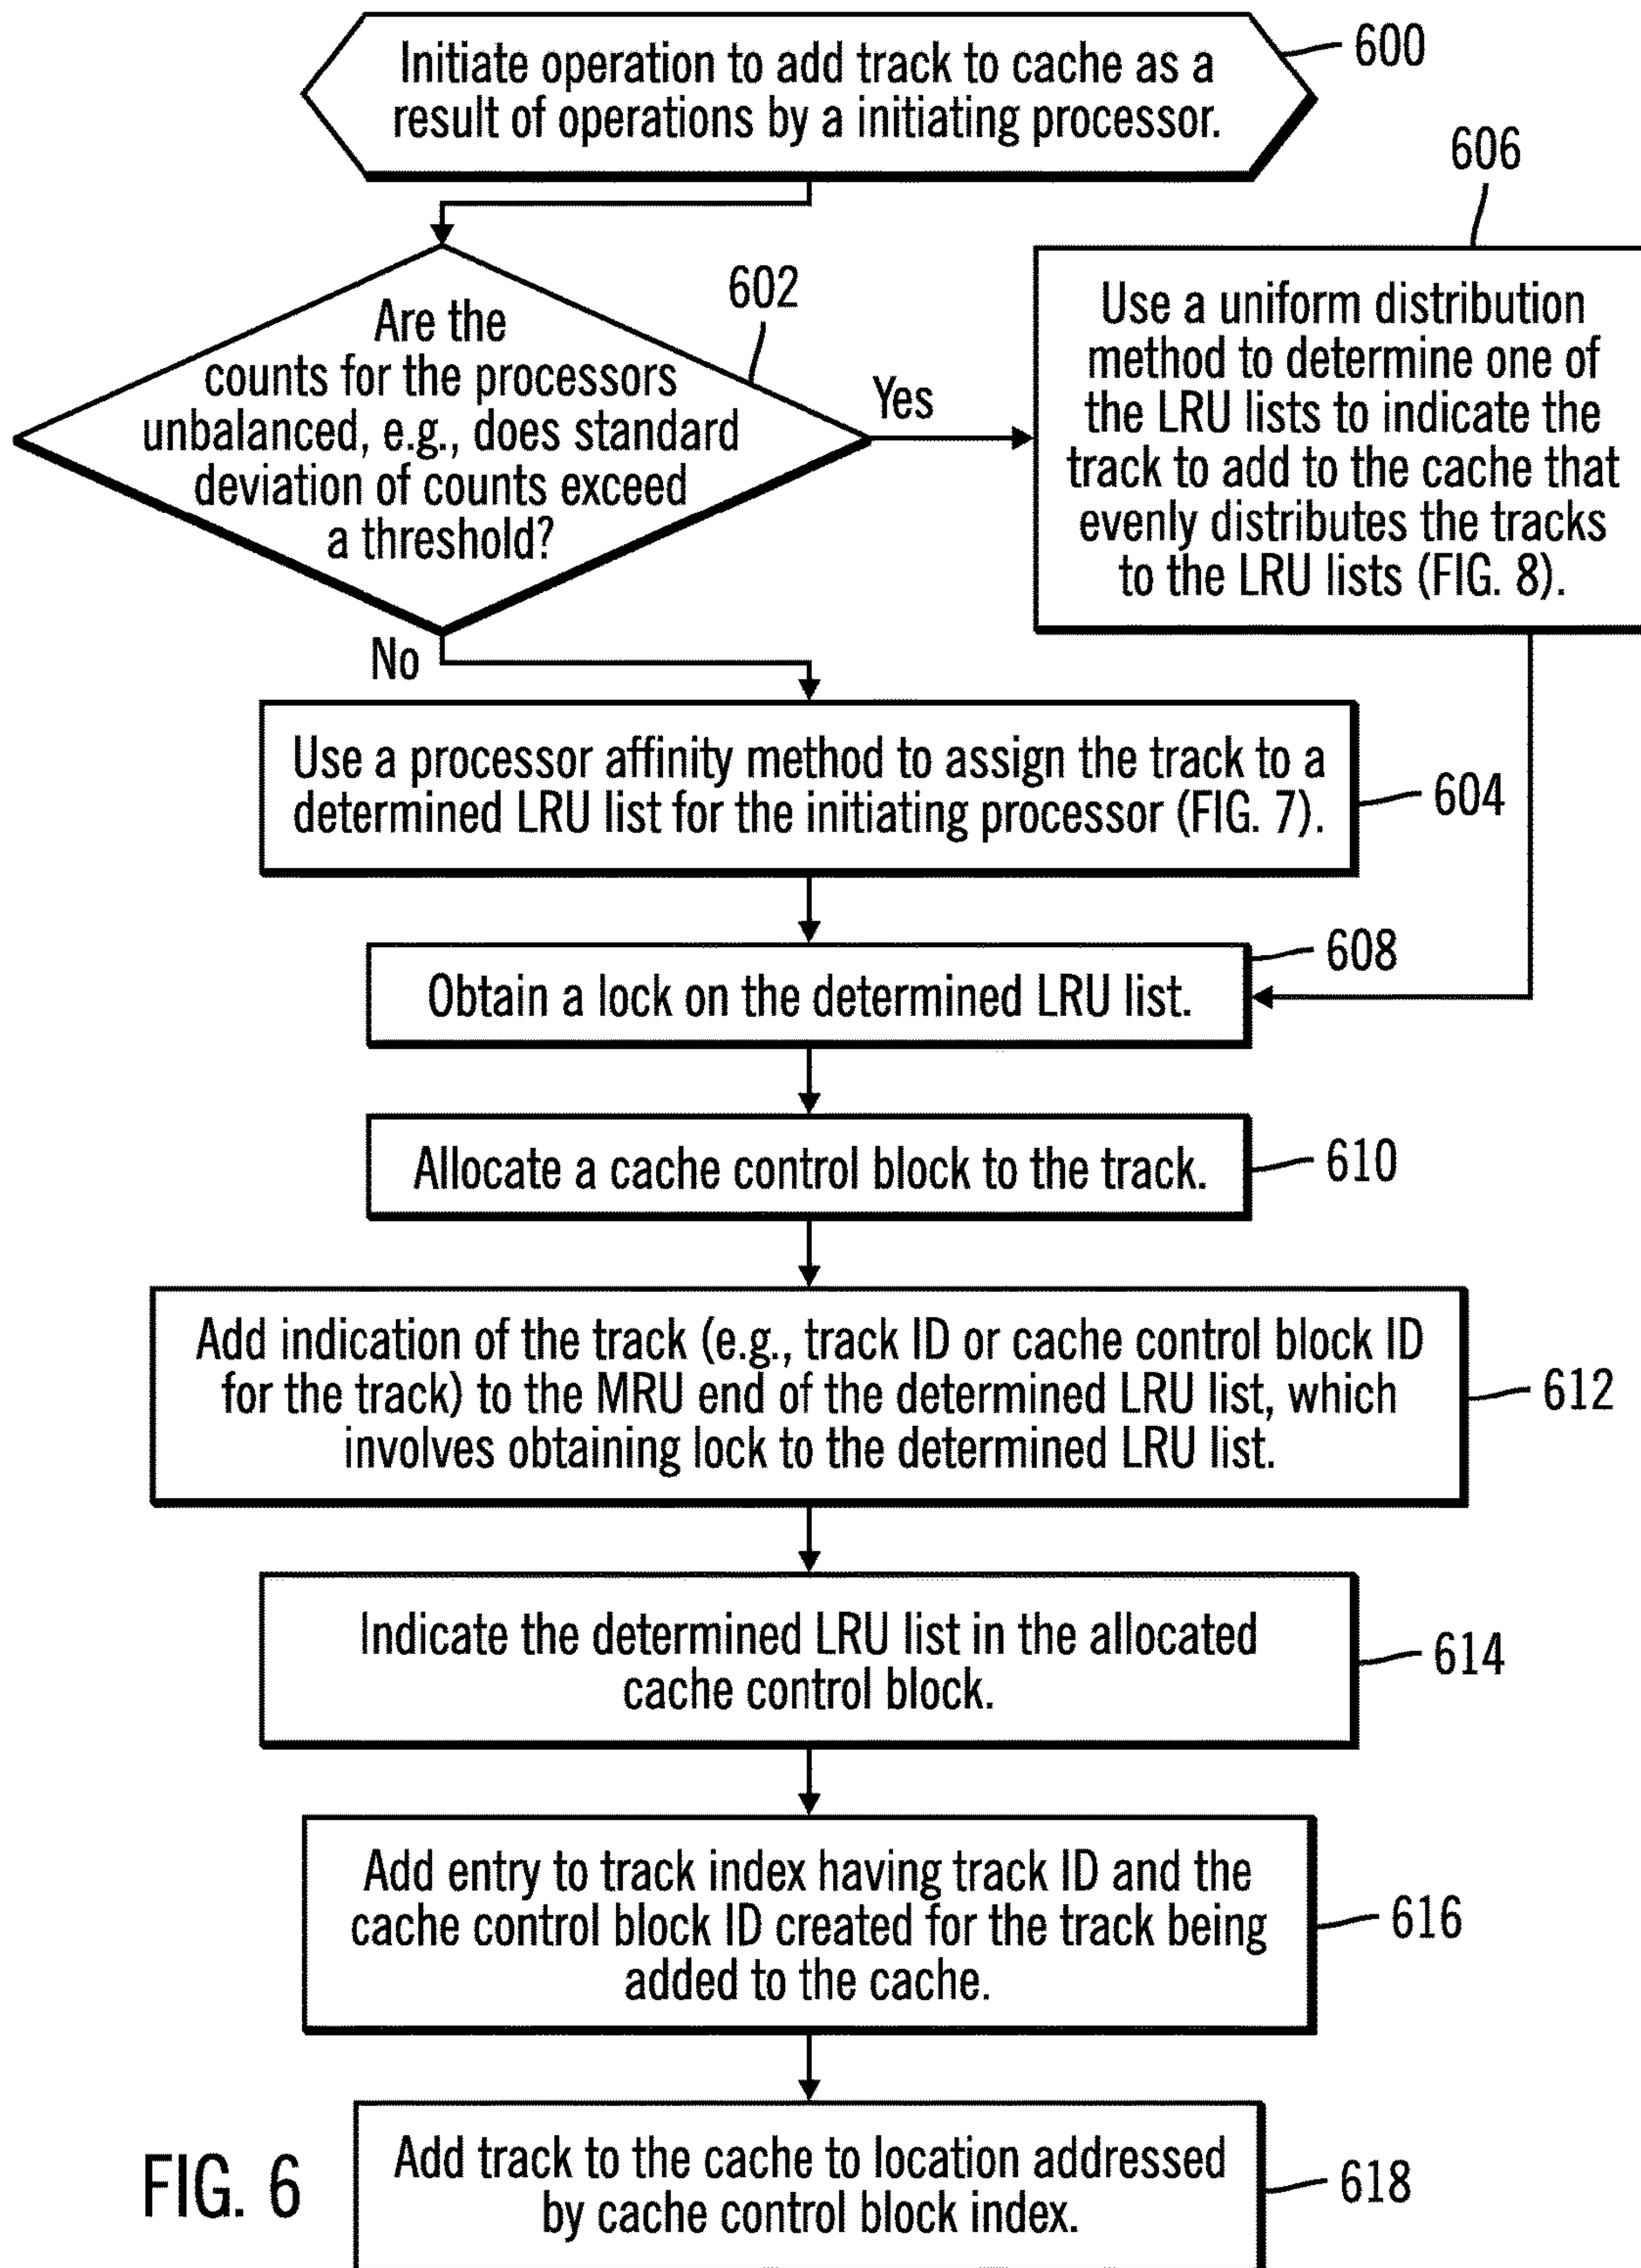 Initiate operation to add track to cache as a
result of operations by a initiating processor.
600
606
602
Are the
counts for the processors
unbalanced, e.g., does standard
deviation of counts exceed
a threshold?
Yes
Use a uniform distribution
method to determine one of
the LRU lists to indicate the
track to add to the cache that
evenly distributes the tracks
to the LRU lists (FIG. 8).
No
Use a processor affinity method to assign the track to a
determined LRU list for the initiating processor (FIG. 7).
604
Obtain a lock on the determined LRU list.
608
Allocate a cache control block to the track.
610
Add indication of the track (e.g., track ID or cache control block ID
for the track) to the MRU end of the determined LRU list, which
involves obtaining lock to the determined LRU list.
612
Indicate the determined LRU list in the allocated
cache control block.
614
Add entry to track index having track ID and the
cache control block ID created for the track being
added to the cache.
616
Add track to the cache to location addressed
by cache control block index.
618
FIG. 6